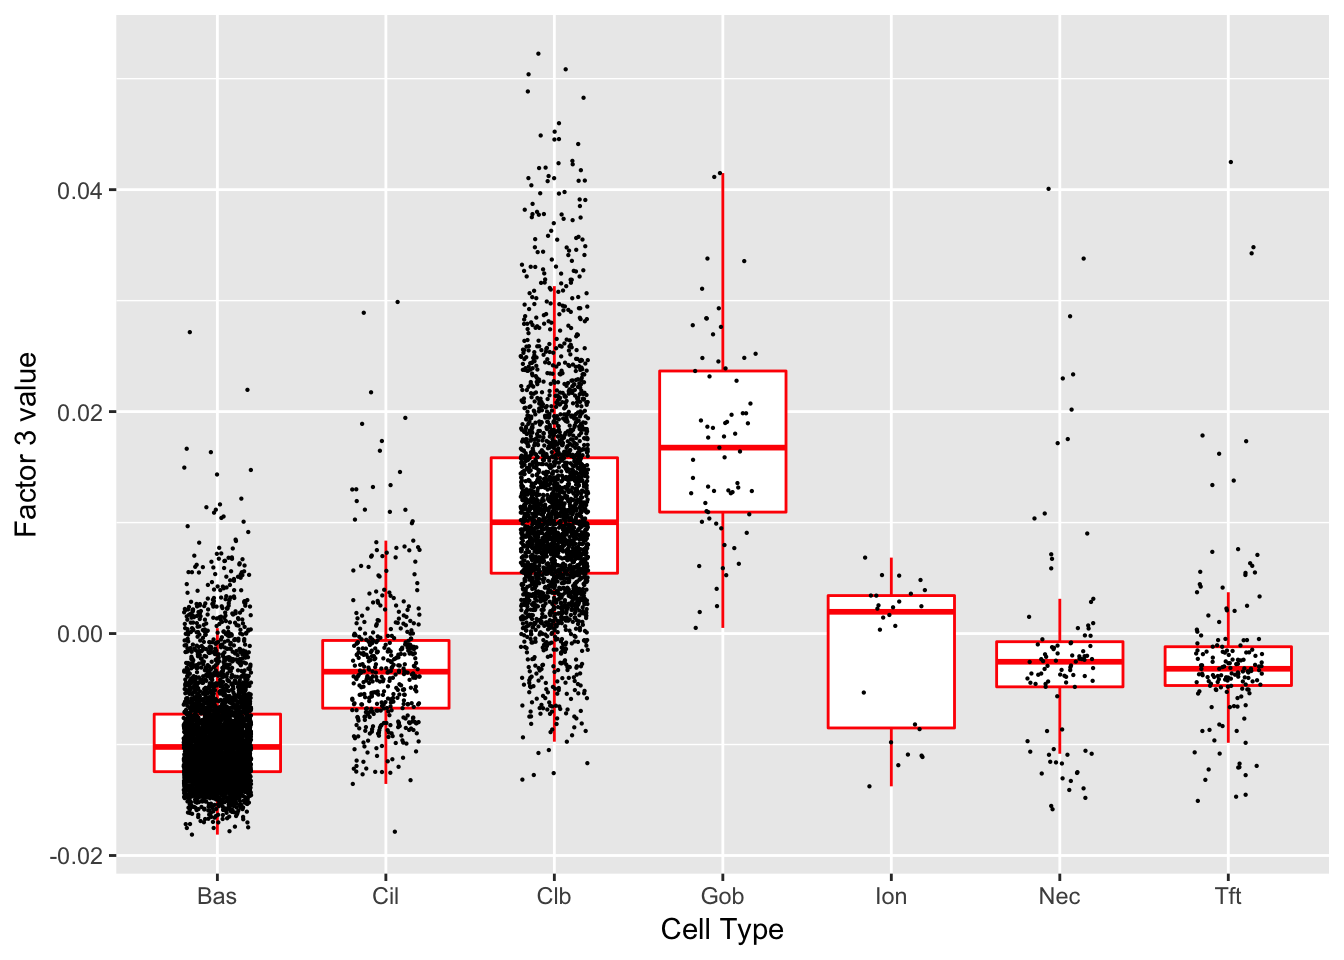 Factor 3 value
0.04
0.02
0.00
-0.02
Bas Cil Clb Gob Ion Nec Tft
Cell Type